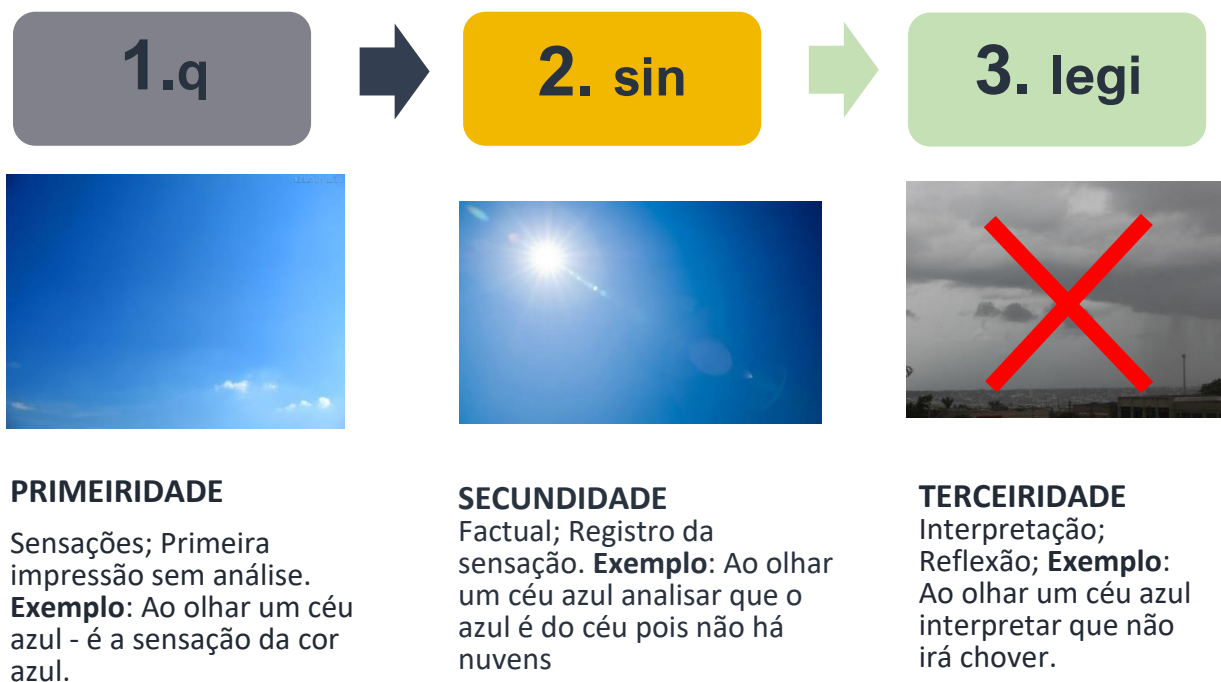 1.q
2. sin
3. legi
PRIMEIRIDADE
Sensações; Primeira
impressão sem análise.
Exemplo: Ao olhar um céu
azul - é a sensação da cor
azul.
SECUNDIDADE
Factual; Registro da
sensação. Exemplo: Ao olhar
um céu azul analisar que o
azul é do céu pois não há
nuvens
TERCEIRIDADE
Interpretação;
Reflexão; Exemplo:
Ao olhar um céu azul
interpretar que não
irá chover.